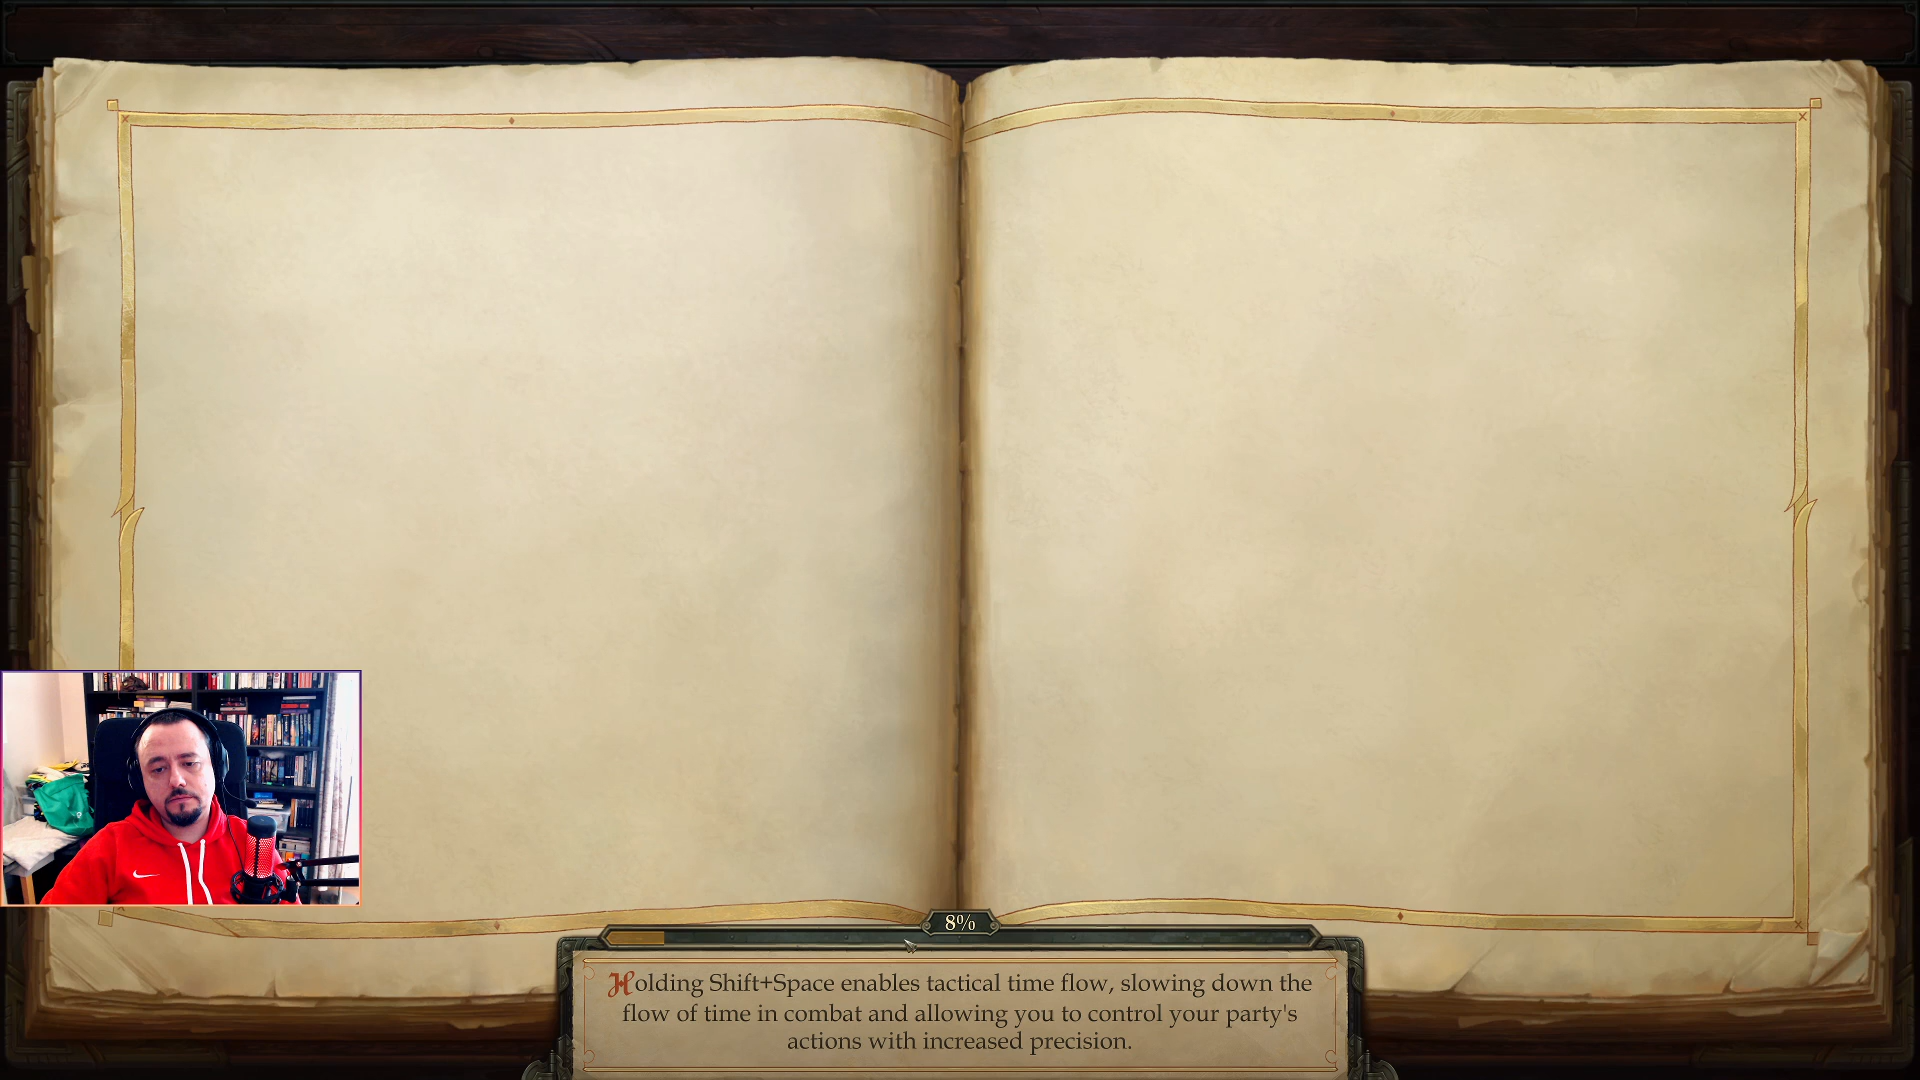 8%
Holding Shift+Space enables tactical time flow, slowing down the
flow of time in combat and allowing you to control your party's
actions with increased precision.